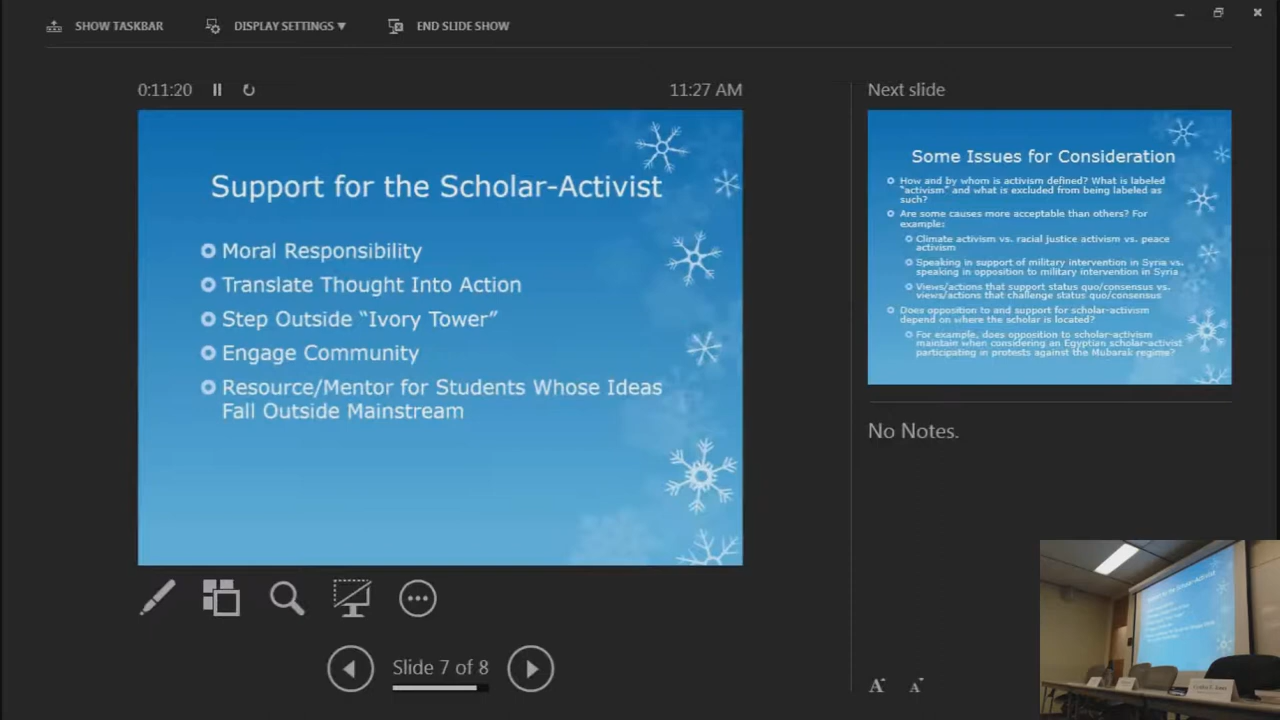 SHOW TASKBAR
DISPLAY SETTINGS ▼
END SLIDE SHOW
0:11:20
11:27 AM
Support for the Scholar-Activist
Moral Responsibility
Translate Thought Into Action
Step Outside “Ivory Tower”
Engage Community
Resource/Mentor for Students Whose Ideas
Fall Outside Mainstream
Slide 7 of 8
Next slide
Some Issues for Consideration
How and by whom is activism defined? What is labeled
“activism” and what is excluded from being labeled as
such?
Are some causes more acceptable than others? For
example:
Climate activism vs. racial justice activism vs. peace
activism
Speaking in support of military intervention in Syria vs.
speaking in opposition to military intervention in Syria
Views/actions that support status quo/consensus vs.
views/actions that challenge status quo/consensus
Does opposition to and support for scholar-activism
depend on where the scholar is located?
For example, does opposition to scholar-activism
maintain when considering an Egyptian scholar-activist
participating in protests against the Mubarak regime?
No Notes.
A A